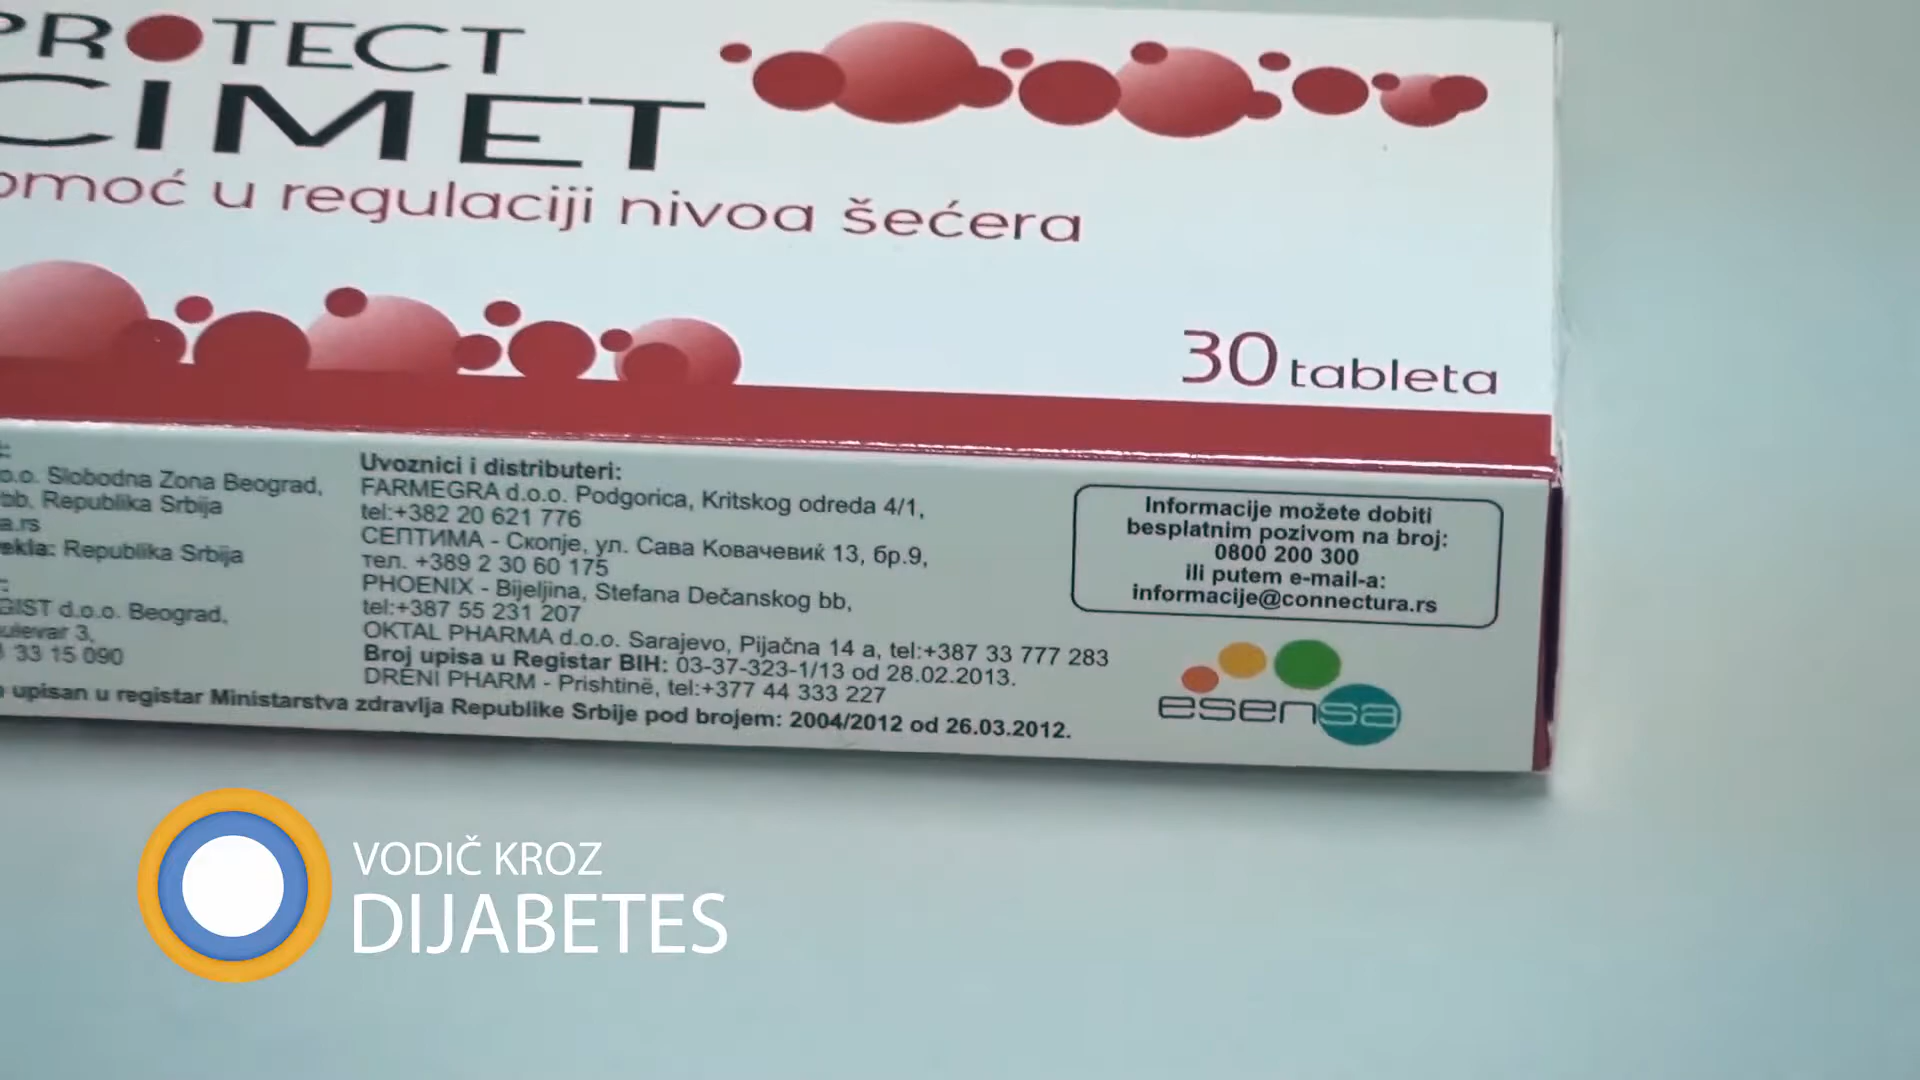 PROTECT
CIMET
omoć u regulaciji nivoa šećera
30 tableta
o.o. Slobodna Zona Beograd,
bb, Republika Srbija
a.rs
ekla: Republika Srbija
GIST d.o.o. Beograd,
ulevar 3,
33 15 090
Uvoznici i distributeri:
FARMEGRA d.o.o. Podgorica, Kritskog odreda 4/1,
tel:+382 20 621 776
СЕПТИМА - Скопје, ул. Сава Ковачевиќ 13, бр.9,
тел. +389 2 30 60 175
PHOENIX - Bijeljina, Stefana Dečanskog bb,
tel:+387 55 231 207
OKTAL PHARMA d.o.o. Sarajevo, Pijačna 14 a, tel:+387 33 777 283
Broj upisa u Registar BIH: 03-37-323-1/13 od 28.02.2013.
DRENI PHARM - Prishtinë, tel:+377 44 333 227
upisan u registar Ministarstva zdravlja Republike Srbije pod brojem: 2004/2012 od 26.03.2012.
Informacije možete dobiti
besplatnim pozivom na broj:
0800 200 300
ili putem e-mail-a:
informacije@connectura.rs
esensa
VODIČ KROZ
DIJABETES